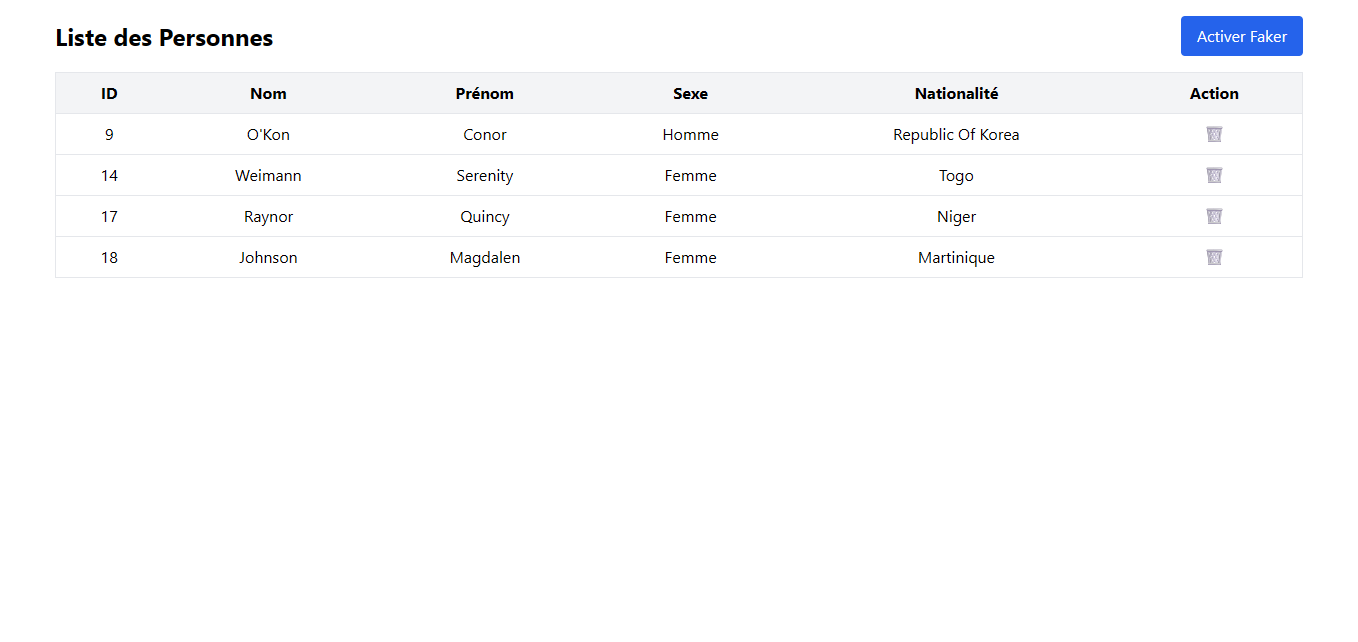 Liste des Personnes
Activer Faker
ID Nom Prénom Sexe Nationalité Action
9 O'Kon Conor Homme Republic Of Korea
14 Weimann Serenity Femme Togo
17 Raynor Quincy Femme Niger
18 Johnson Magdalen Femme Martinique